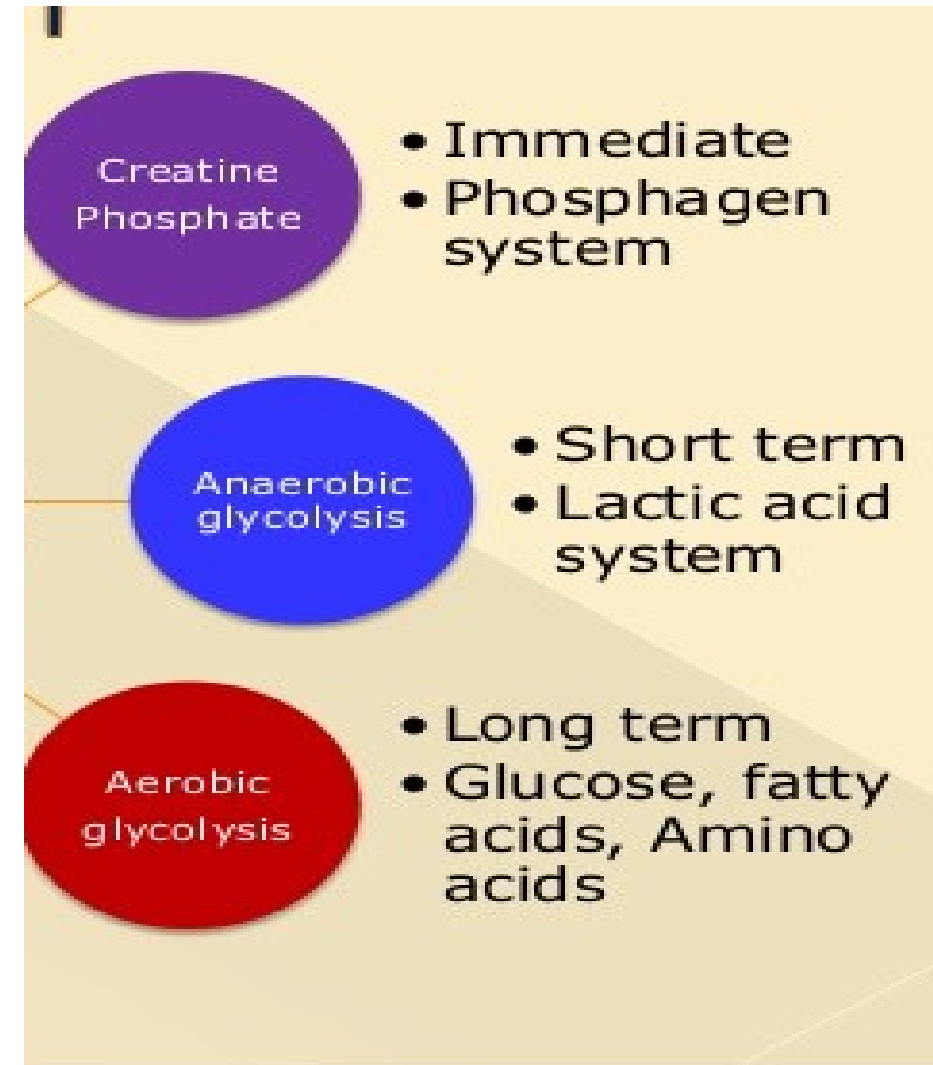 Creatine
Phosphate
• Immediate
• Phosphagen
system
Anaerobic
glycolysis
• Short term
• Lactic acid
system
Aerobic
glycolysis
• Long term
• Glucose, fatty
acids, Amino
acids